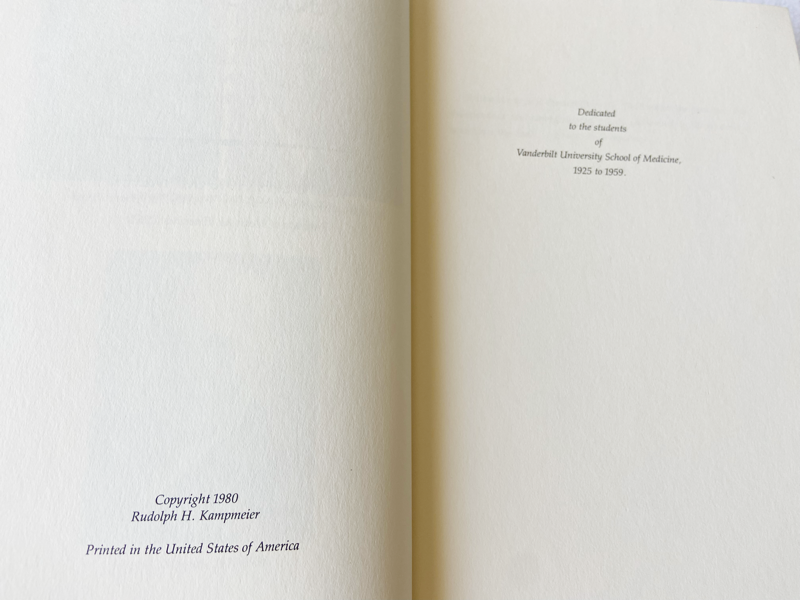 Copyright 1980
Rudolph H. Kampmeier
Printed in the United States of America
Dedicated
to the students
of
Vanderbilt University School of Medicine,
1925 to 1959.